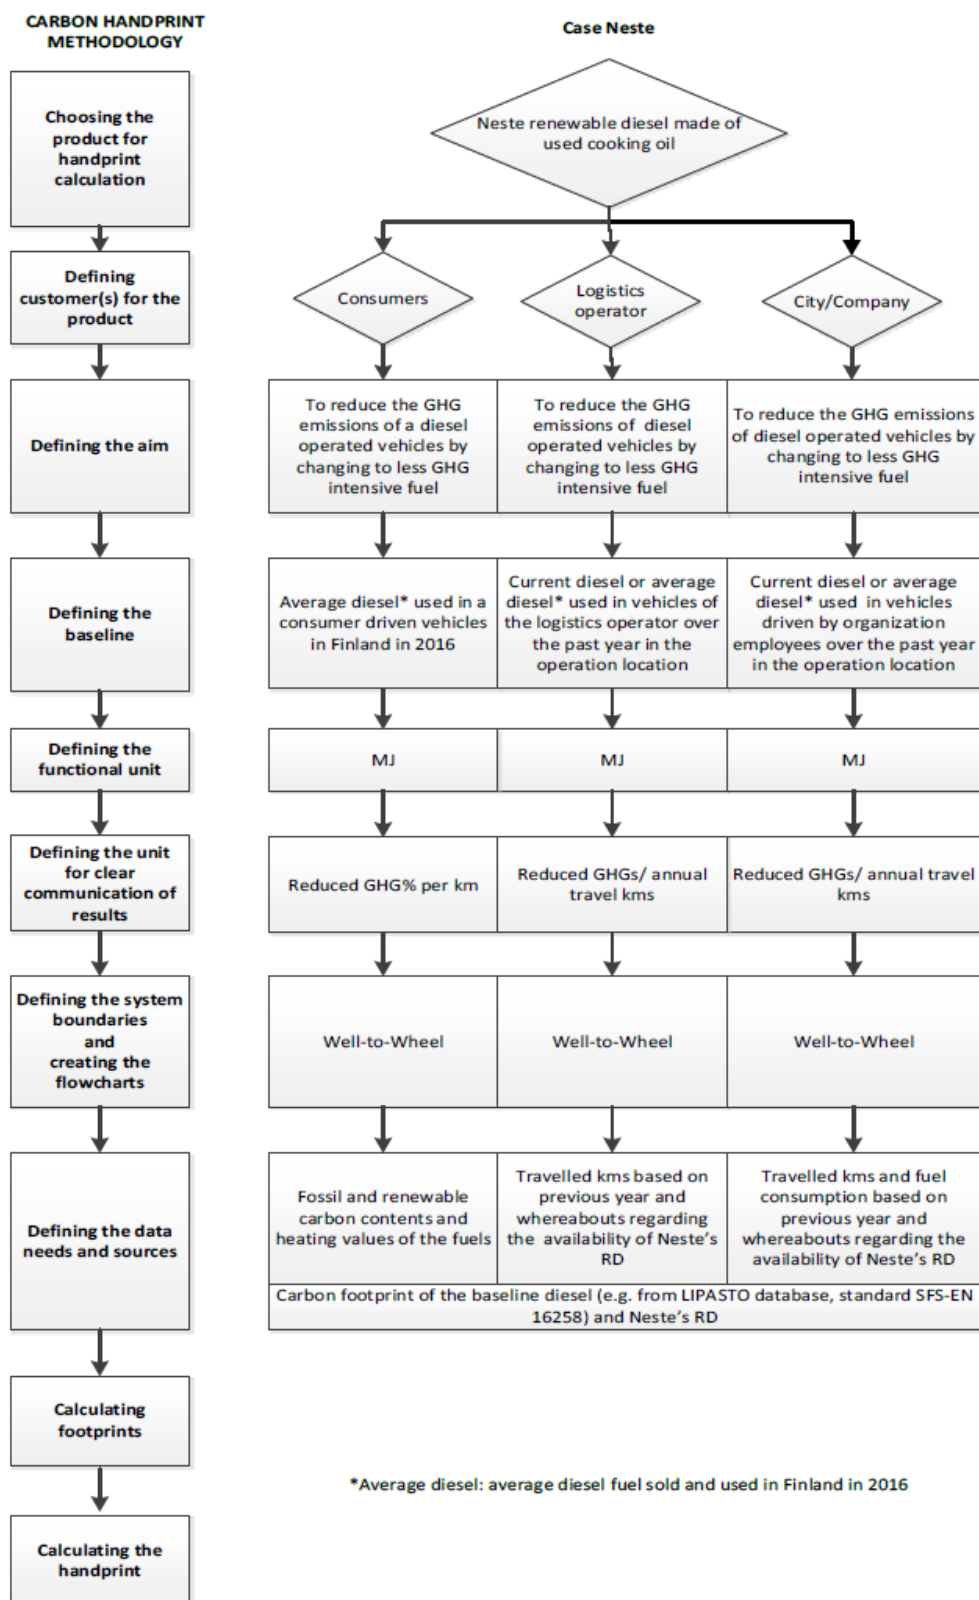 CARBON HANDPRINT
METHODOLOGY
Case Neste
Choosing the
product for
handprint
calculation
Neste renewable diesel made of
used cooking oil
Defining
customer(s) for the
product
Consumers
Logistics
operator
City/Company
Defining the aim
To reduce the GHG
emissions of a diesel
operated vehicles by
changing to less GHG
intensive fuel
To reduce the GHG
emissions of diesel
operated vehicles by
changing to less GHG
intensive fuel
To reduce the GHG emissions
of diesel operated vehicles by
changing to less GHG
intensive fuel
Defining the
baseline
Average diesel* used in a
consumer driven vehicles
in Finland in 2016
Current diesel or average
diesel* used in vehicles of
the logistics operator over
the past year in the
operation location
Current diesel or average
diesel* used in vehicles
driven by organization
employees over the past year
in the operation location
Defining the
functional unit
MJ
MJ
MJ
Defining the unit
for clear
communication of
results
Reduced GHG% per km
Reduced GHGs/ annual
travel kms
Reduced GHGs/ annual travel
kms
Defining the system
boundaries
and
creating the
flowcharts
Well-to-Wheel
Well-to-Wheel
Well-to-Wheel
Defining the data
needs and sources
Fossil and renewable
carbon contents and
heating values of the fuels
Travelled kms based on
previous year and
whereabouts regarding
the availability of Neste's
RD
Travelled kms and fuel
consumption based on
previous year and
whereabouts regarding the
availability of Neste's RD
Carbon footprint of the baseline diesel (e.g. from LIPASTO database, standard SFS-EN
16258) and Neste's RD
Calculating
footprints
*Average diesel: average diesel fuel sold and used in Finland in 2016
Calculating the
handprint